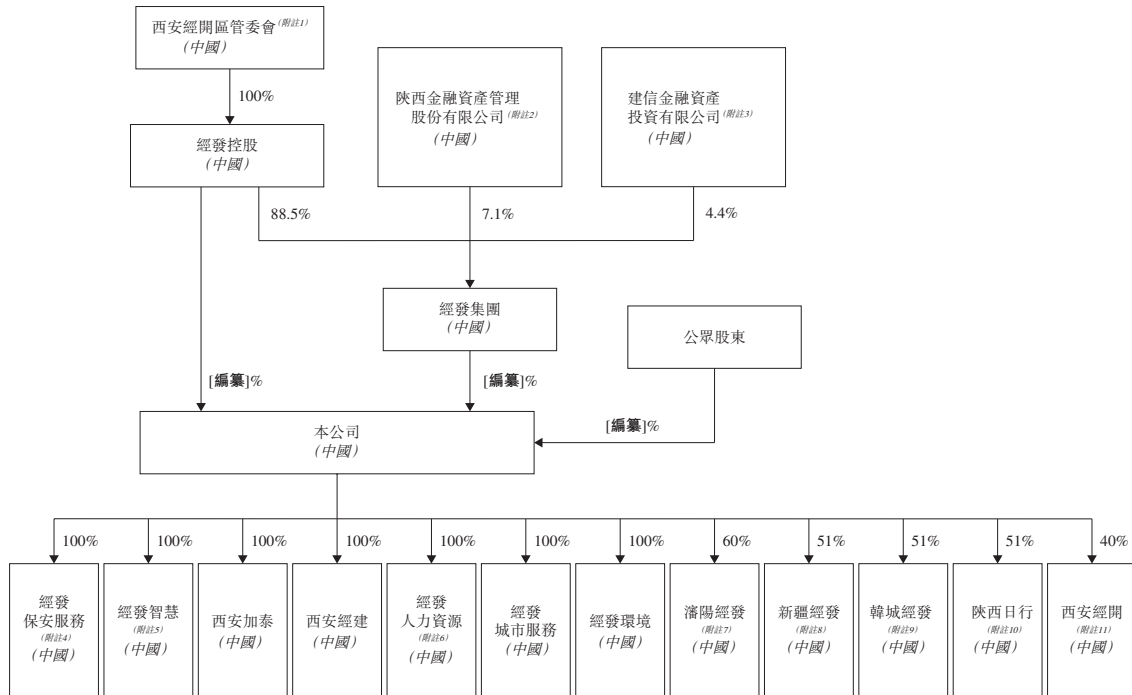 西安經開區管委會(附註1)
(中國)
100%
陝西金融資產管理
股份有限公司(附註2)
(中國)
建信金融資產
投資有限公司(附註3)
(中國)
經發控股
(中國)
88.5%
7.1%
4.4%
經發集團
(中國)
公眾股東
[編纂]%
[編纂]%
[編纂]%
本公司
(中國)
100%
100%
100%
100%
100%
100%
100%
60%
51%
51%
51%
40%
經發
保安服務
(附註4)
(中國)
經發智慧
(附註5)
(中國)
西安加泰
(中國)
西安經建
(中國)
經發
人力資源
(附註6)
(中國)
經發
城市服務
(中國)
經發環境
(中國)
瀋陽經發
(附註7)
(中國)
新疆經發
(附註8)
(中國)
韓城經發
(附註9)
(中國)
陝西日行
(附註10)
(中國)
西安經開
(附註11)
(中國)